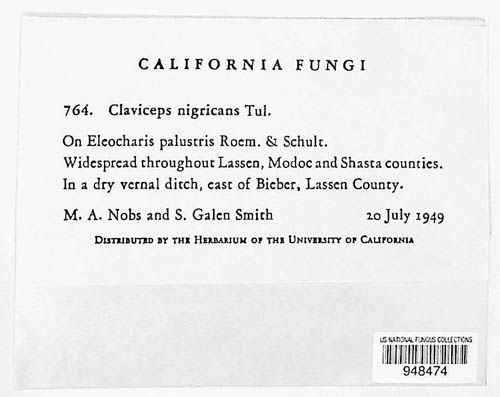 CALIFORNIA FUNGI
764. Claviceps nigricans Tul.
On Eleocharis palustris Roem. & Schult.
Widespread throughout Lassen, Modoc and Shasta counties.
In a dry vernal ditch, east of Bieber, Lassen County.
M. A. Nobs and S. Galen Smith 20 July 1949
Distributed by the Herbarium of the University of California
US NATIONAL FUNGUS COLLECTIONS
948474